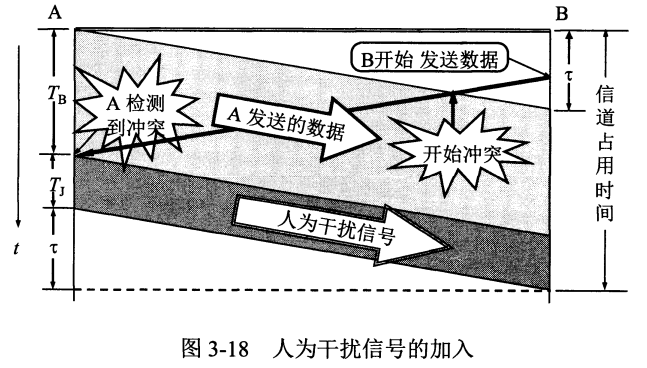 A
B
B开始 发送数据
τ
T_B
A 检测
到冲突
A 发送的数据
开始冲突
信道占用时间
T_J
人为干扰信号
t
τ
图 3-18 人为干扰信号的加入